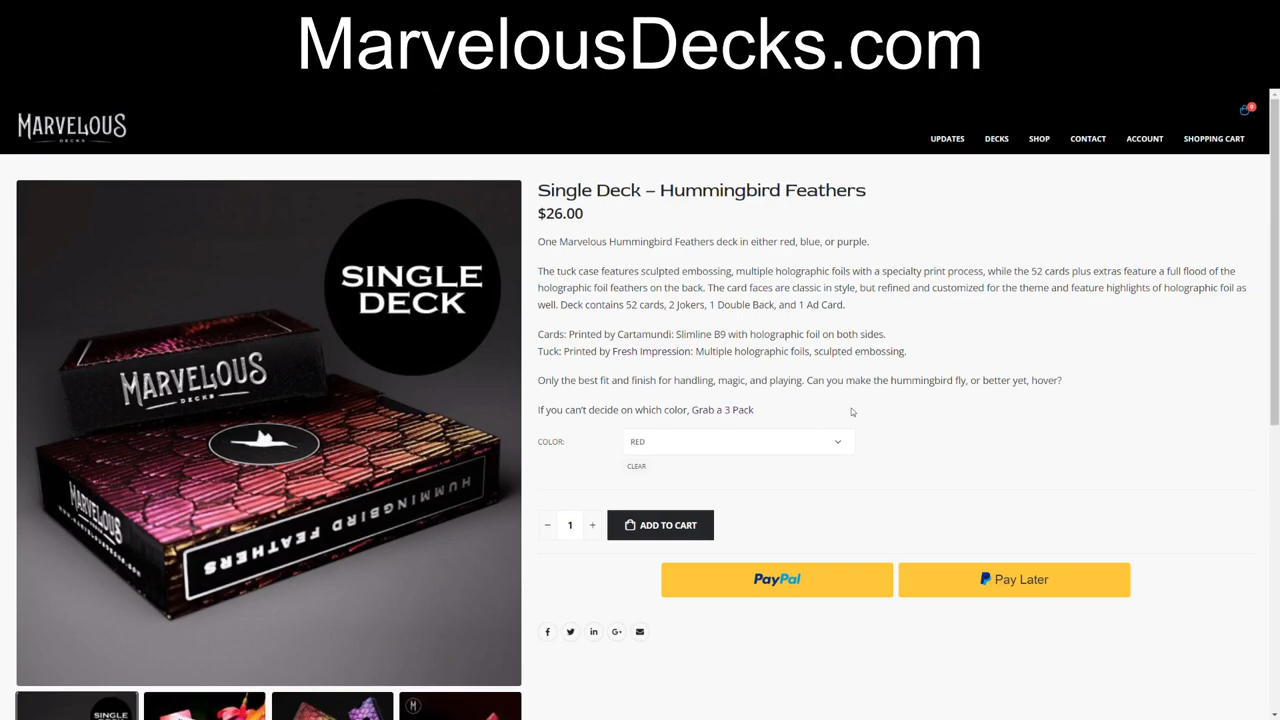 MarvelousDecks.com
MARVELOUS
DECKS
0
UPDATES DECKS SHOP CONTACT ACCOUNT SHOPPING CART
SINGLE
DECK
MARVELOUS
DECKS
MARVELOUS
HUMMINGBIRD FEATHERS
Single Deck – Hummingbird Feathers
$26.00
One Marvelous Hummingbird Feathers deck in either red, blue, or purple.
The tuck case features sculpted embossing, multiple holographic foils with a specialty print process, while the 52 cards plus extras feature a full flood of the
holographic foil feathers on the back. The card faces are classic in style, but refined and customized for the theme and feature highlights of holographic foil as
well. Deck contains 52 cards, 2 Jokers, 1 Double Back, and 1 Ad Card.
Cards: Printed by Cartamundi: Slimline B9 with holographic foil on both sides.
Tuck: Printed by Fresh Impression: Multiple holographic foils, sculpted embossing.
Only the best fit and finish for handling, magic, and playing. Can you make the hummingbird fly, or better yet, hover?
If you can't decide on which color, Grab a 3 Pack
COLOR: RED
CLEAR
− 1 + ADD TO CART
PayPal
Pay Later
SINGLE
M